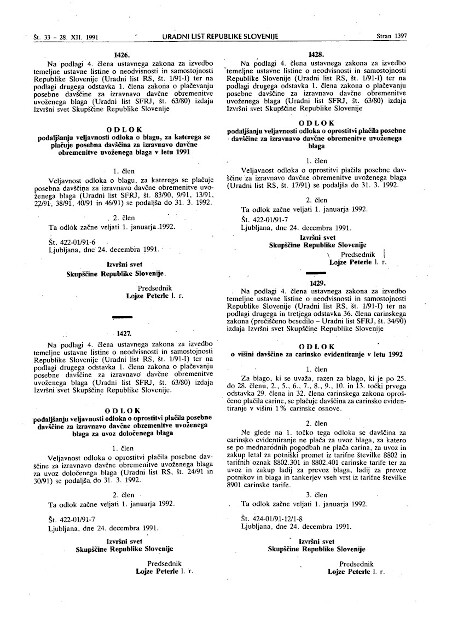 Št. 33 – 28. XII. 1991
URADNI LIST REPUBLIKE SLOVENIJE
Stran 1397
1426.
Na podlagi 4. člena ustavnega zakona za izvedbo
temeljne ustavne listine o neodvisnosti in samostojnosti
Republike Slovenije (Uradni list RS, št. 1/91-I) ter na
podlagi drugega odstavka 1. člena zakona o plačevanju
posebne davščine za izravnavo davčne obremenitve
uvoženega blaga (Uradni list SFRJ, št. 63/80) izdaja
Izvršni svet Skupščine Republike Slovenije
ODLOK
podaljšanju veljavnosti odloka o blagu, za katerega se
plačuje posebna davščina za izravnavo davčne
obremenitve uvoženega blaga v letu 1991
1. člen
Veljavnost odloka o blagu, za katerega se plačuje
posebna davščina za izravnavo davčne obremenitve uvo-
ženega blaga (Uradni list SFRJ, št. 83/90, 9/91, 13/91,
22/91, 38/91, 40/91 in 46/91) se podaljša do 31. 3. 1992.
2. člen
Ta odlok začne veljati 1. januarja 1992.
Št. 422-01/91-6
Ljubljana, dne 24. decembra 1991.
Izvršni svet
Skupščine Republike Slovenije
Predsednik
Lojze Peterle l. r.
1427.
Na podlagi 4. člena ustavnega zakona za izvedbo
temeljne ustavne listine o neodvisnosti in samostojnosti
Republike Slovenije (Uradni list RS, št. 1/91-I) ter na
podlagi drugega odstavka 1. člena zakona o plačevanju
posebne davščine za izravnavo davčne obremenitve
uvoženega blaga (Uradni list SFRJ, št. 63/80) izdaja
Izvršni svet Skupščine Republike Slovenije.
ODLOK
podaljšanju veljavnosti odloka o oprostitvi plačila posebne
davščine za izravnavo davčne obremenitve uvoženega
blaga za uvoz določenega blaga
1. člen
Veljavnost odloka o oprostitvi plačila posebne dav-
ščine za izravnavo davčne obremenitve uvoženega blaga
za uvoz določenega blaga (Uradni list RS, št. 24/91 in
30/91) se podaljša do 31. 3. 1992.
2. člen
Ta odlok začne veljati 1. januarja 1992.
Št. 422-01/91-7
Ljubljana, dne 24. decembra 1991.
Izvršni svet
Skupščine Republike Slovenije
Predsednik
Lojze Peterle l. r.
1428.
Na podlagi 4. člena ustavnega zakona za izvedbo
temeljne ustavne listine o neodvisnosti in samostojnosti
Republike Slovenije (Uradni list RS, št. 1/91-I) ter na
podlagi drugega odstavka 1. člena zakona o plačevanju
posebne davščine za izravnavo davčne obremenitve
uvoženega blaga (Uradni list SFRJ, št. 63/80) izdaja
Izvršni svet Skupščine Republike Slovenije
ODLOK
podaljšanju veljavnosti odloka o oprostitvi plačila posebne
davščine za izravnavo davčne obremenitve uvoženega
blaga
1. člen
Veljavnost odloka o oprostitvi plačila posebne dav-
ščine za izravnavo davčne obremenitve uvoženega blaga
(Uradni list RS, št. 17/91) se podaljša do 31. 3. 1992.
2. člen
Ta odlok začne veljati 1. januarja 1992.
Št. 422-01/91-7
Ljubljana, dne 24. decembra 1991.
Izvršni svet
Skupščine Republike Slovenije
Predsednik
Lojze Peterle l. r.
1429.
Na podlagi 4. člena ustavnega zakona za izvedbo
temeljne ustavne listine o neodvisnosti in samostojnosti
Republike Slovenije (Uradni list RS, št. 1/91-I) ter na
podlagi drugega in tretjega odstavka 36. člena carinskega
zakona (prečiščeno besedilo – Uradni list SFRJ, št. 34/90)
izdaja Izvršni svet Skupščine Republike Slovenije
ODLOK
o višini davščine za carinsko evidentiranje v letu 1992
1. člen
Za blago, ki se uvaža, razen za blago, ki je po 25.
do 28. členu, 2., 5., 6., 7., 8., 9., 10. in 13. točki prvega
odstavka 29. člena in 32. člena carinskega zakona opro-
ščeno plačila carine, se plačuje davščina za carinsko eviden-
tiranje v višini 1% carinske osnove.
2. člen
Ne glede na 1. točko tega odloka se davščina za
carinsko evidentiranje ne plača za uvoz blaga, za katero
se po mednarodnih pogodbah ne plača carina, za uvoz in
zakup letal za potniški promet iz tarifne številke 8802 in
tarifnih oznak 8802.301 in 8802.401 carinske tarife ter za
uvoz in zakup ladij za prevoz blaga, ladij za prevoz
potnikov in blaga in tankerjev vseh vrst iz tarifne številke
8901 carinske tarife.
3. člen
Ta odlok začne veljati 1. januarja 1992.
Št. 424-01/91-12/1-8
Ljubljana, dne 24. decembra 1991.
Izvršni svet
Skupščine Republike Slovenije
Predsednik
Lojze Peterle l. r.